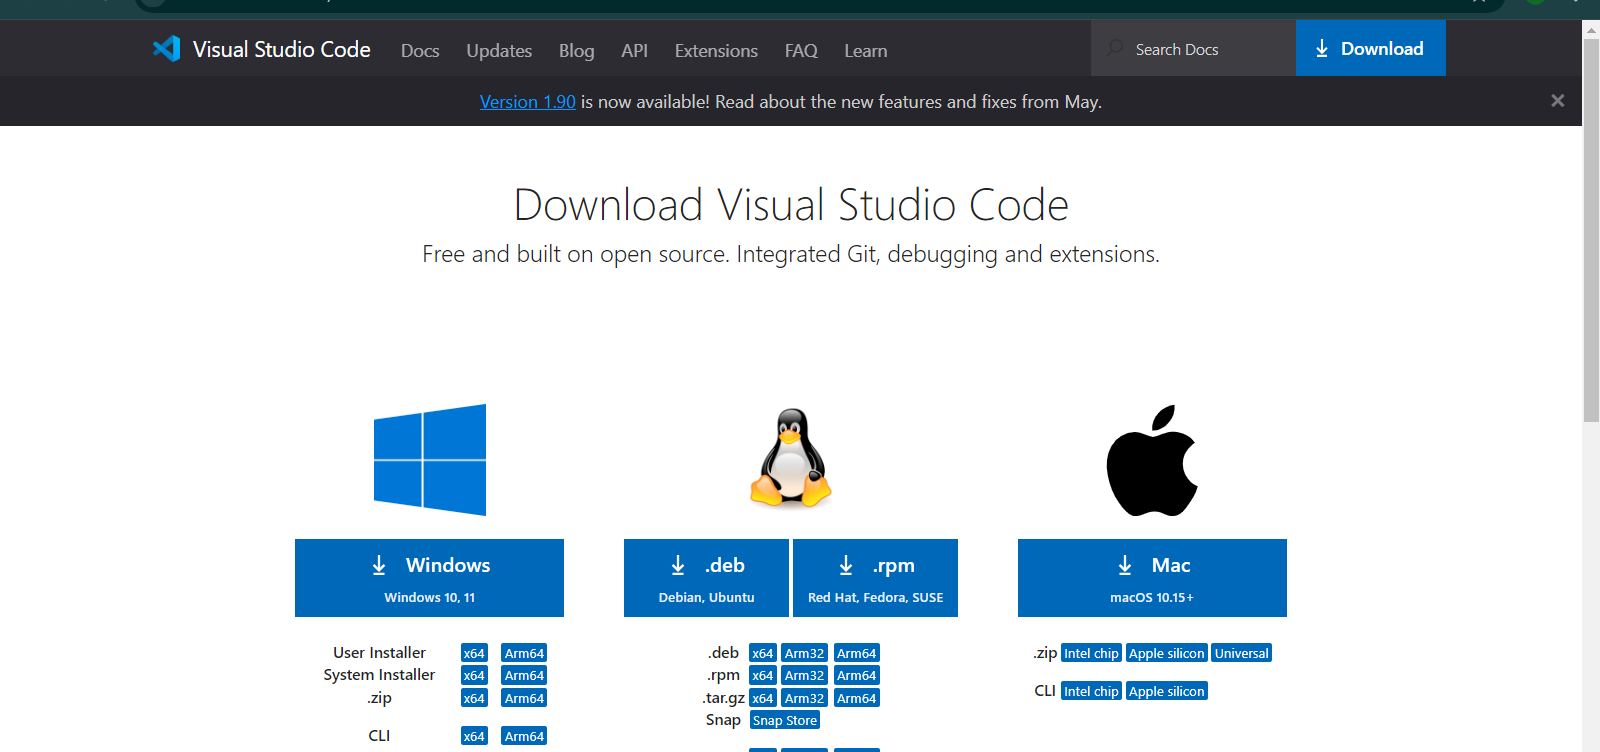 Visual Studio Code Docs Updates Blog API Extensions FAQ Learn Search Docs Download
Version 1.90 is now available! Read about the new features and fixes from May.
Download Visual Studio Code
Free and built on open source. Integrated Git, debugging and extensions.
Windows
Windows 10, 11
User Installer x64 Arm64
System Installer x64 Arm64
.zip x64 Arm64
CLI x64 Arm64
.deb
Debian, Ubuntu
.rpm
Red Hat, Fedora, SUSE
.deb x64 Arm32 Arm64
.rpm x64 Arm32 Arm64
.tar.gz x64 Arm32 Arm64
Snap Snap Store
Mac
macOS 10.15+
.zip Intel chip Apple silicon Universal
CLI Intel chip Apple silicon